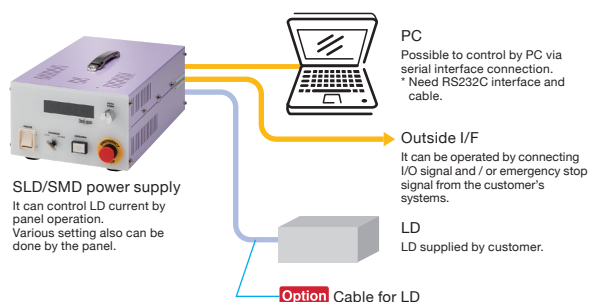 PC
Possible to control by PC via
serial interface connection.
* Need RS232C interface and
cable.
Outside I/F
It can be operated by connecting
I/O signal and / or emergency stop
signal from the customer's
systems.
SLD/SMD power supply
It can control LD current by
panel operation.
Various setting also can be
done by the panel.
LD
LD supplied by customer.
Option Cable for LD